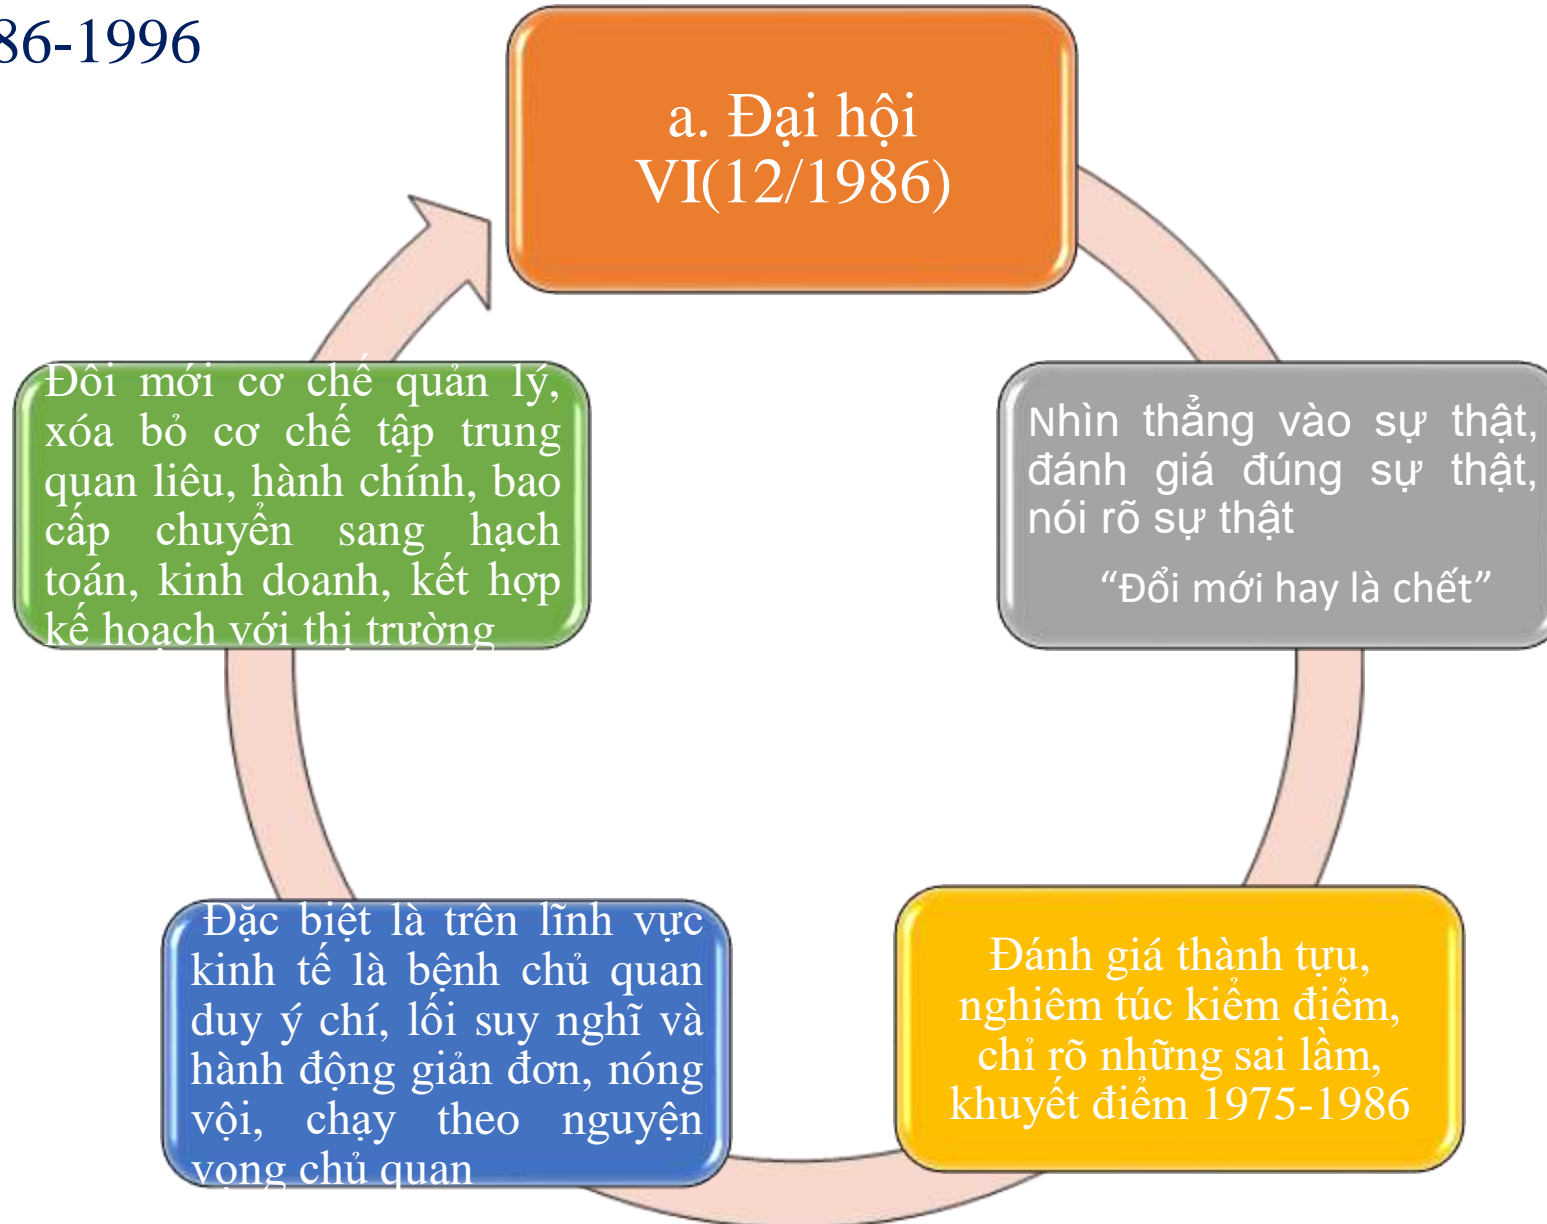 86-1996
a. Đại hội
VI(12/1986)
Nhìn thẳng vào sự thật,
đánh giá đúng sự thật,
nói rõ sự thật
“Đổi mới hay là chết”
Đánh giá thành tựu,
nghiêm túc kiểm điểm,
chỉ rõ những sai lầm,
khuyết điểm 1975-1986
Đặc biệt là trên lĩnh vực
kinh tế là bệnh chủ quan
duy ý chí, lối suy nghĩ và
hành động giản đơn, nóng
vội, chạy theo nguyện
vọng chủ quan
Đổi mới cơ chế quản lý,
xóa bỏ cơ chế tập trung
quan liêu, hành chính, bao
cấp chuyển sang hạch
toán, kinh doanh, kết hợp
kế hoạch với thị trường